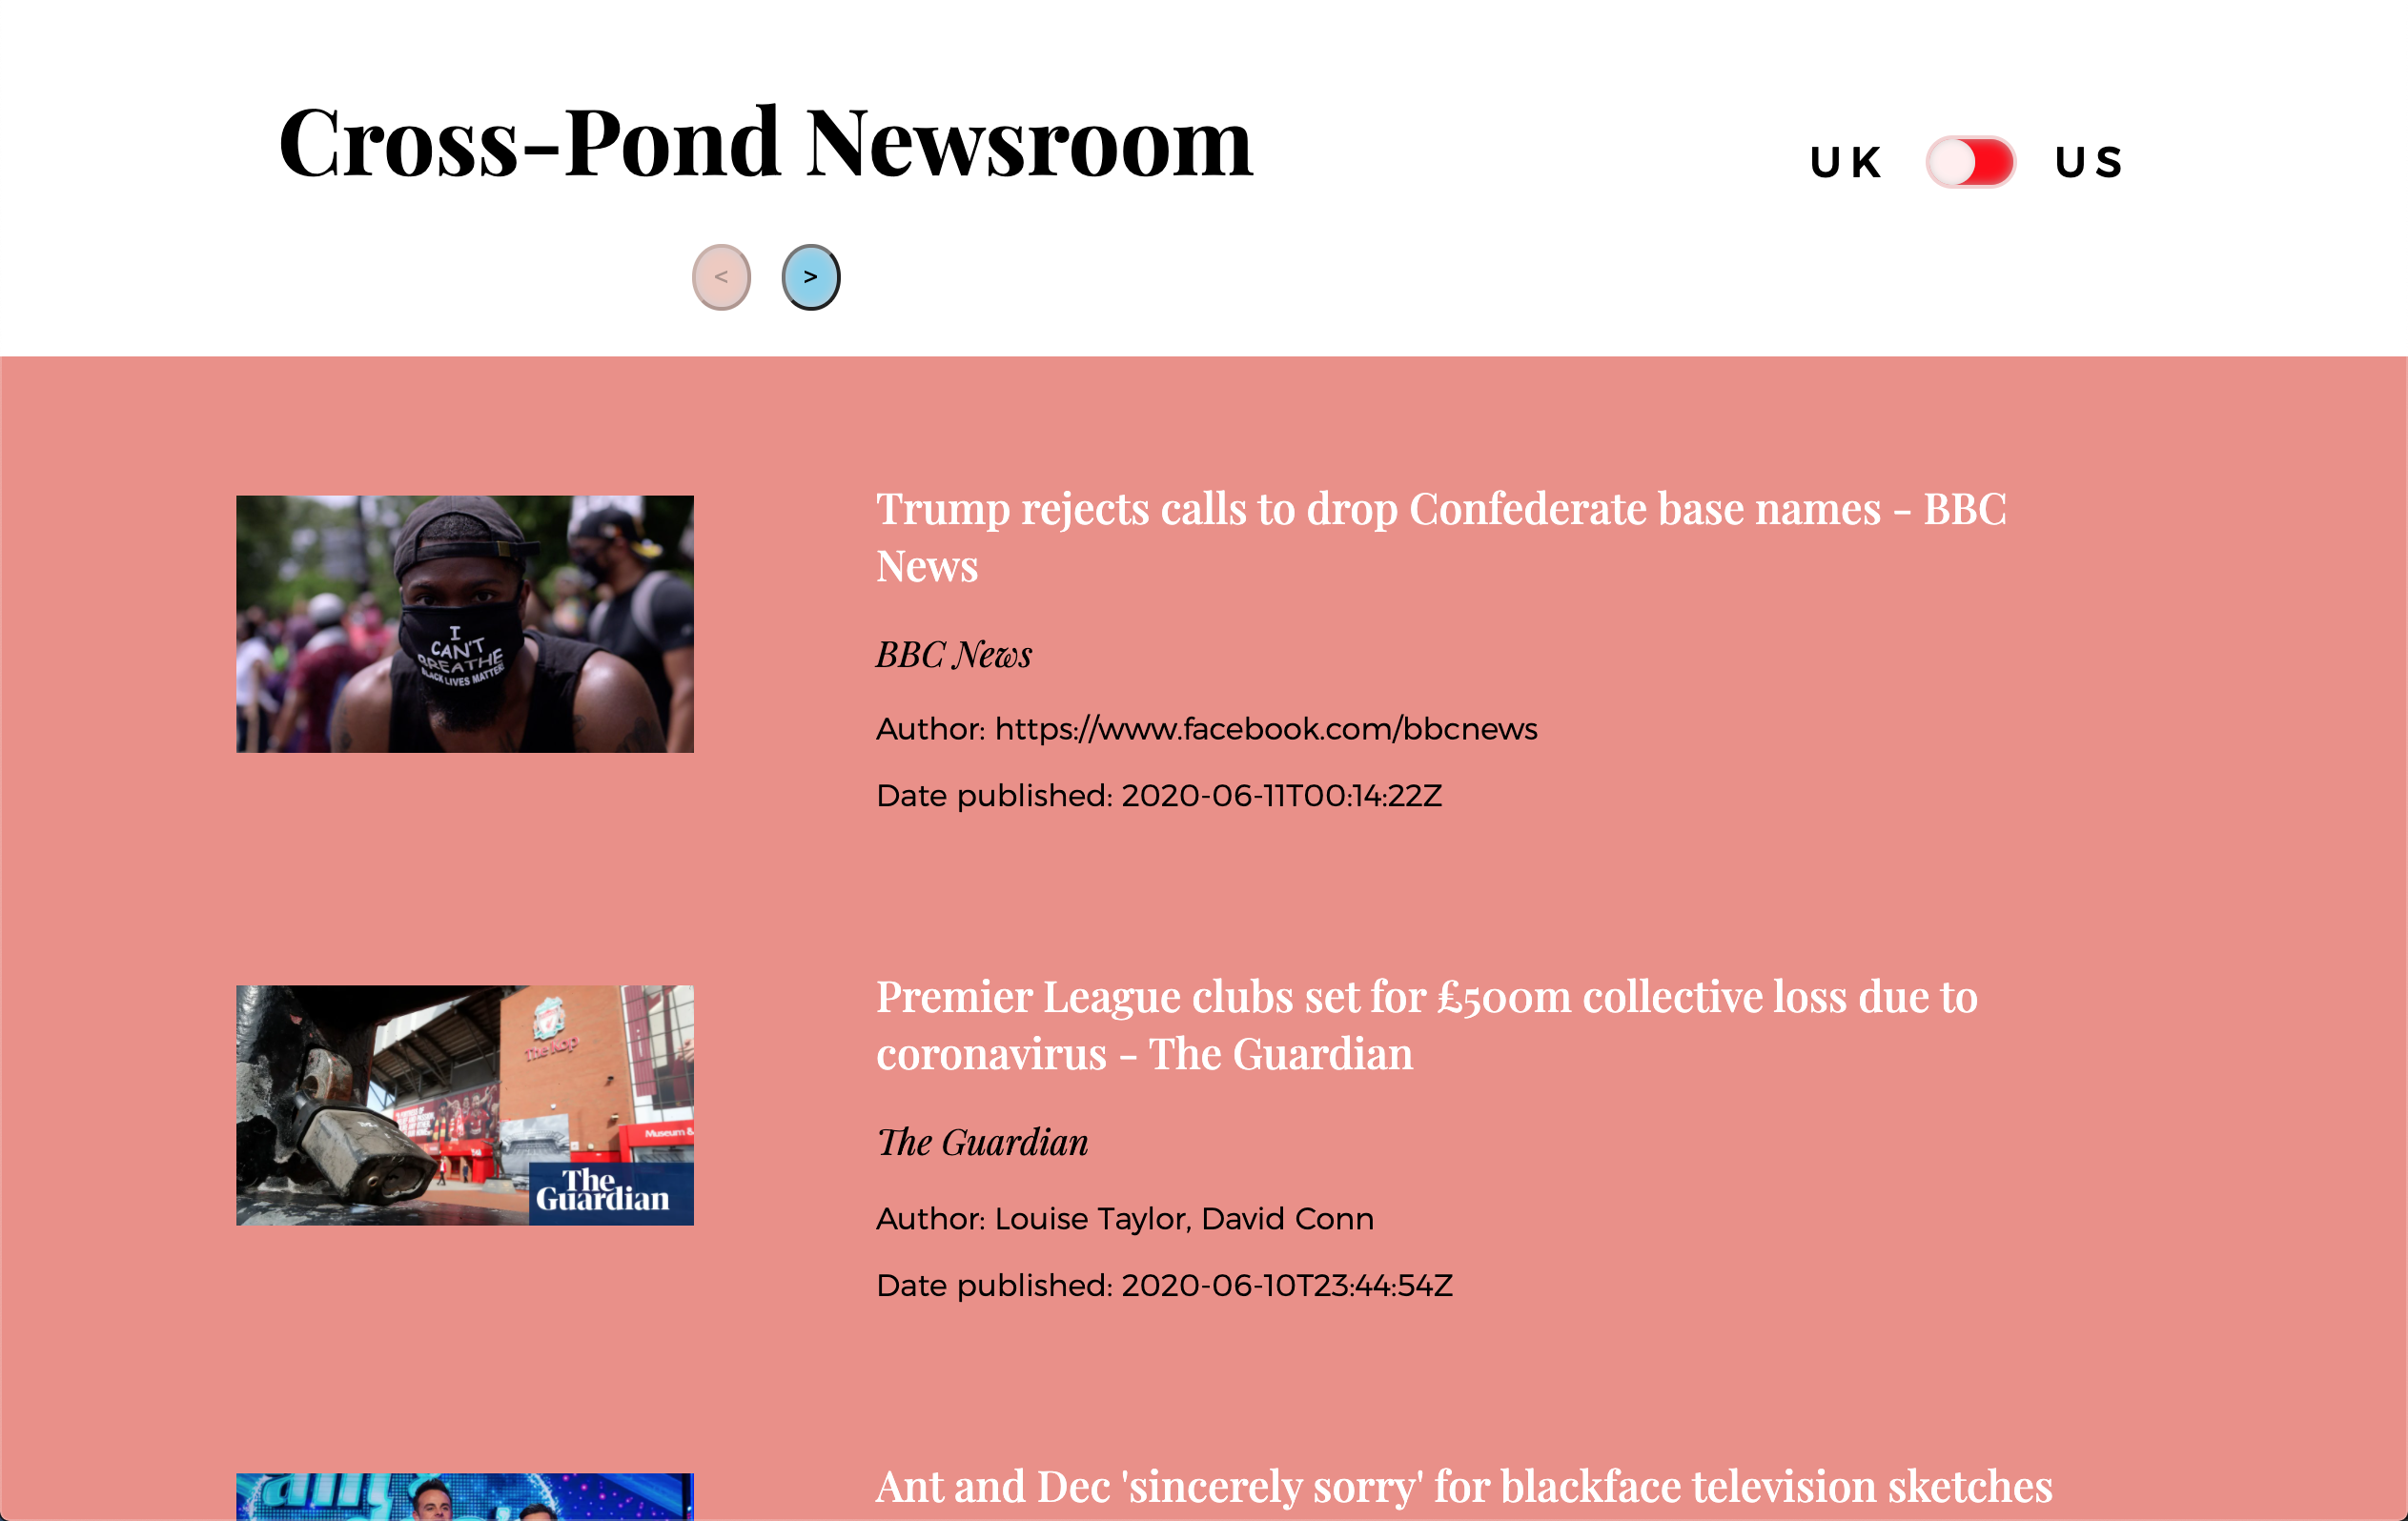 Cross-Pond Newsroom
UK US
< >
Trump rejects calls to drop Confederate base names - BBC
News
I
CAN'T
BREATHE
BLACK LIVES MATTER
BBC News
Author: https://www.facebook.com/bbcnews
Date published: 2020-06-11T00:14:22Z
Premier League clubs set for £500m collective loss due to
coronavirus - The Guardian
The Kop
Museum &
The
Guardian
The Guardian
Author: Louise Taylor, David Conn
Date published: 2020-06-10T23:44:54Z
Ant and Dec 'sincerely sorry' for blackface television sketches